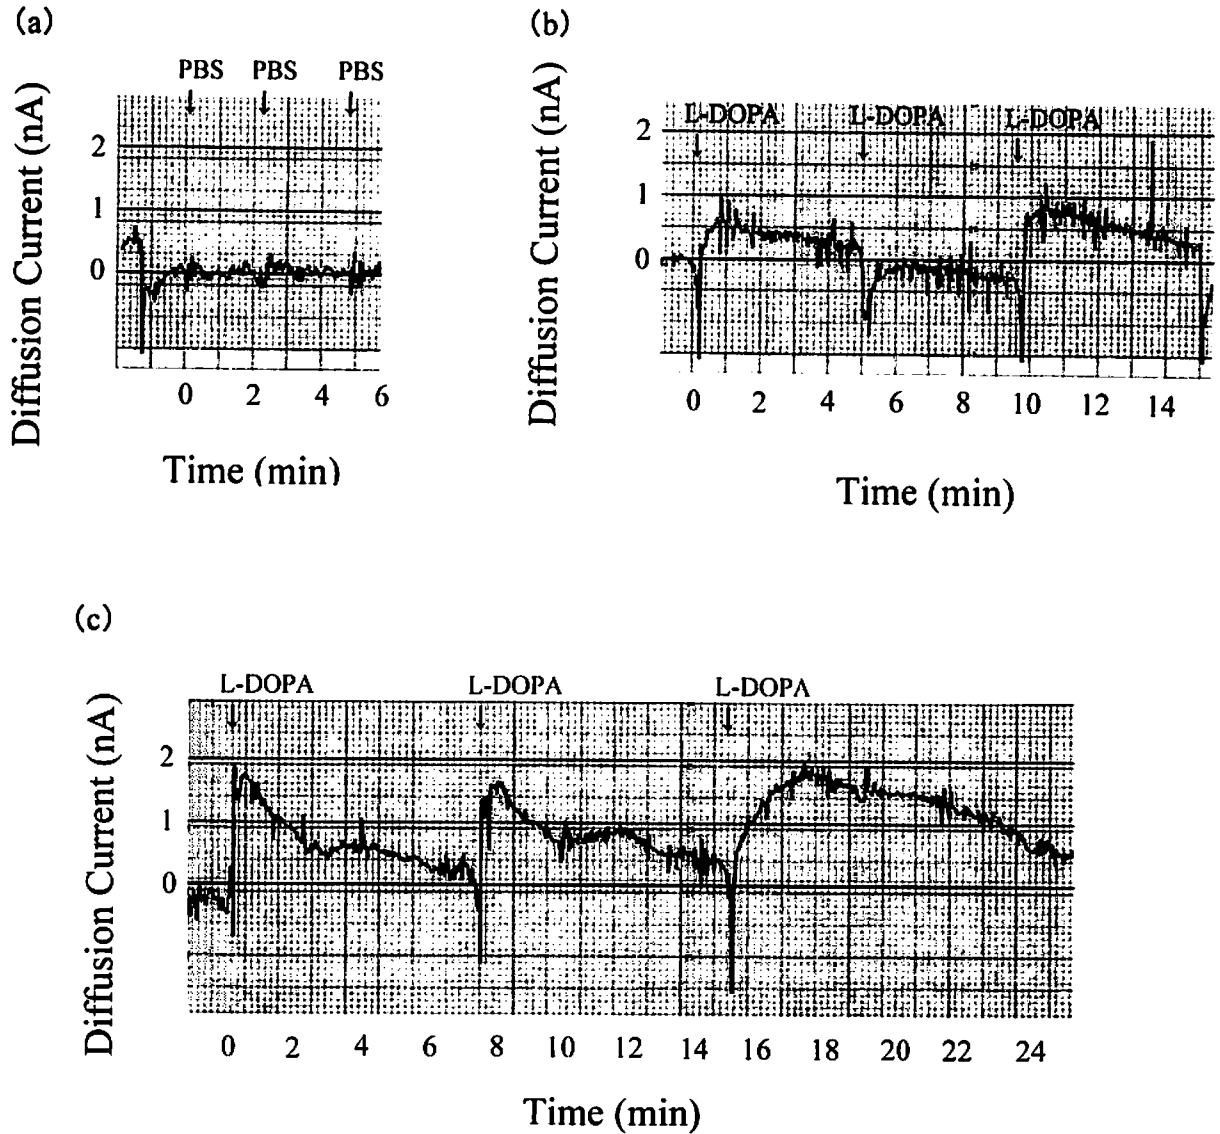 (a)
PBS PBS PBS
Diffusion Current (nA)
2
1
0
0 2 4 6
Time (min)
(b)
L-DOPA L-DOPA L-DOPA
Diffusion Current (nA)
2
1
0
0 2 4 6 8 10 12 14
Time (min)
(c)
L-DOPA L-DOPA L-DOPA
Diffusion Current (nA)
2
1
0
0 2 4 6 8 10 12 14 16 18 20 22 24
Time (min)